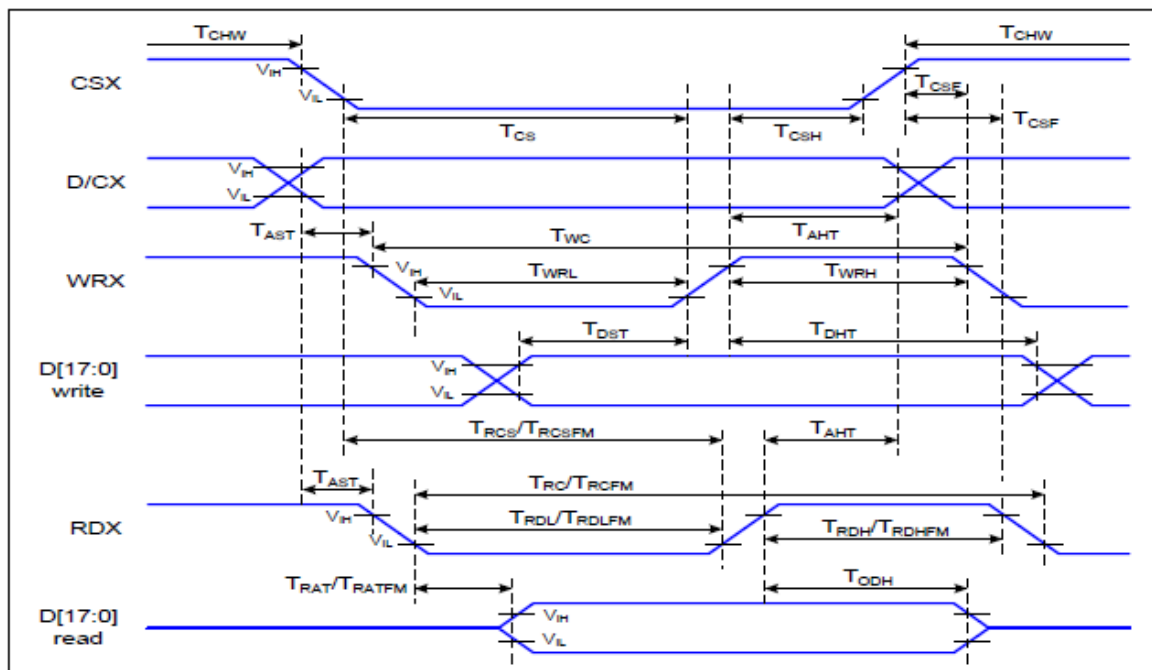 TCHW TCHW
CSX VIH TCSF
VIL
TCS TCSH TCSF
D/CX VIH
VIL
TAST TWC TAHT
WRX VIH TWRL TWRH
VIL
TDST TDHT
D[17:0] VIH
write VIL
TRCS/TRCSFM TAHT
TAST TRC/TRCFM
RDX VIH TRDL/TRDLFM
VIL TRDH/TRDHFM
TRAT/TRATFM TODH
D[17:0] VIH
read VIL